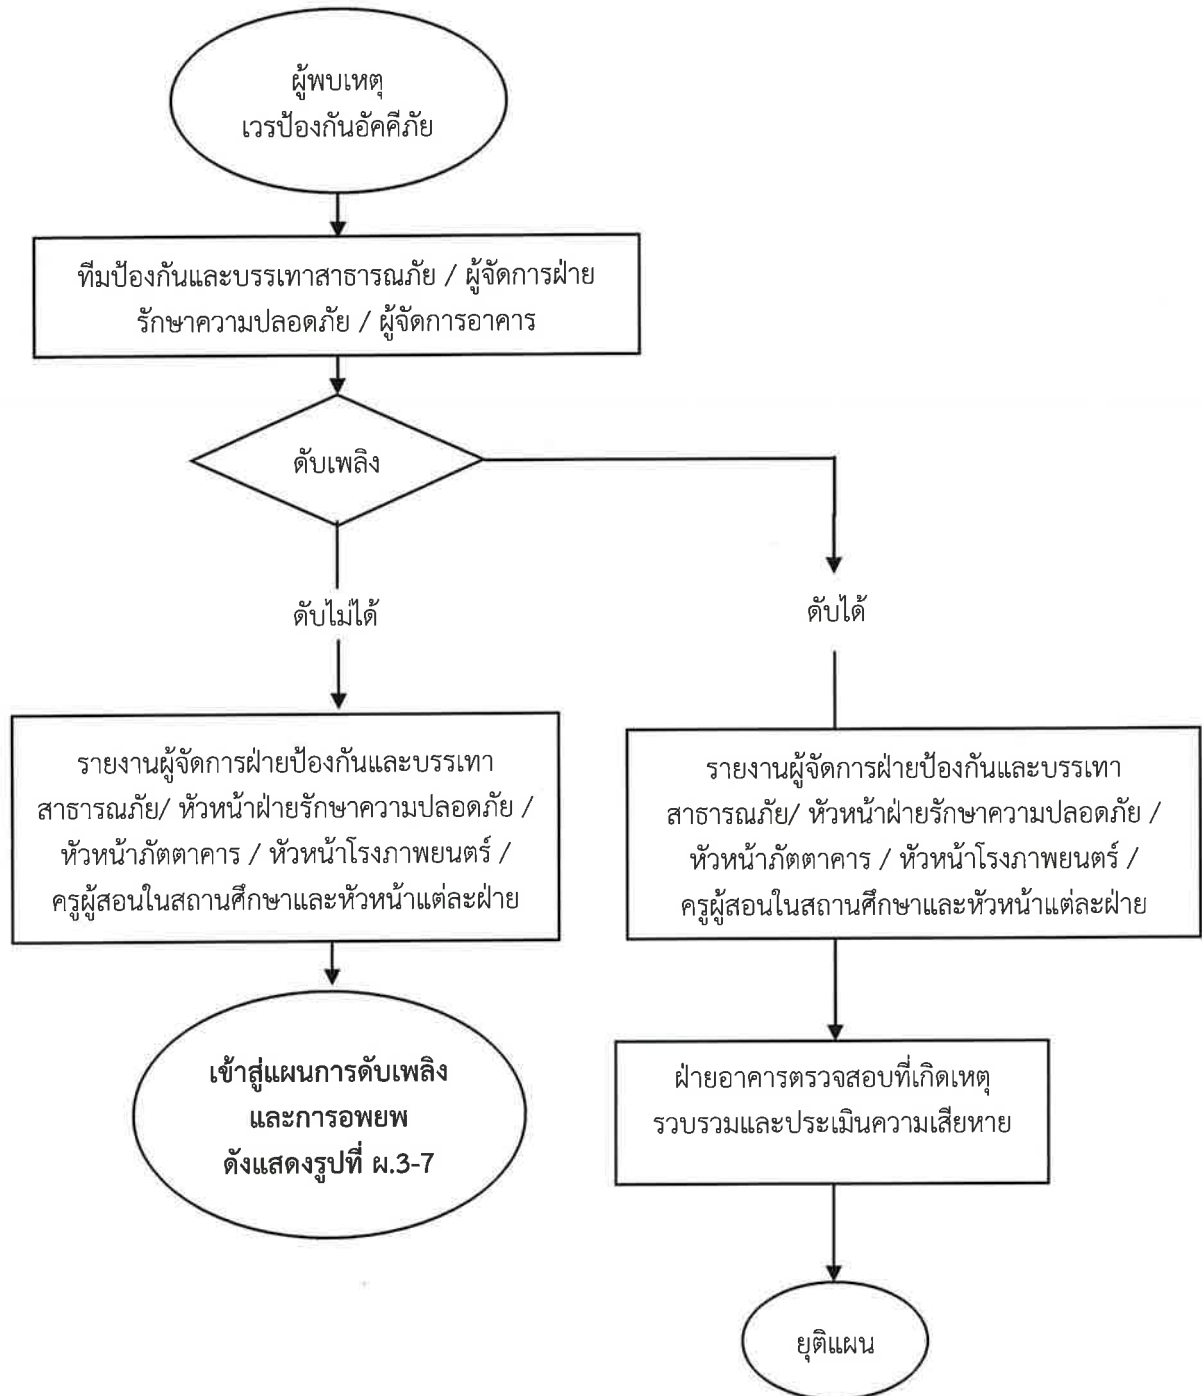 ผู้พบเหตุ
เวรป้องกันอัคคีภัย
ทีมป้องกันและบรรเทาสาธารณภัย / ผู้จัดการฝ่าย
รักษาความปลอดภัย / ผู้จัดการอาคาร
ดับเพลิง
ดับไม่ได้
ดับได้
รายงานผู้จัดการฝ่ายป้องกันและบรรเทา
สาธารณภัย/ หัวหน้าฝ่ายรักษาความปลอดภัย /
หัวหน้าภัตตาคาร / หัวหน้าโรงภาพยนตร์ /
ครูผู้สอนในสถานศึกษาและหัวหน้าแต่ละฝ่าย
รายงานผู้จัดการฝ่ายป้องกันและบรรเทา
สาธารณภัย/ หัวหน้าฝ่ายรักษาความปลอดภัย /
หัวหน้าภัตตาคาร / หัวหน้าโรงภาพยนตร์ /
ครูผู้สอนในสถานศึกษาและหัวหน้าแต่ละฝ่าย
เข้าสู่แผนการดับเพลิง
และการอพยพ
ดังแสดงรูปที่ ผ.3-7
ฝ่ายอาคารตรวจสอบที่เกิดเหตุ
รวบรวมและประเมินความเสียหาย
ยุติแผน